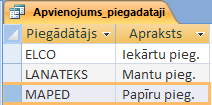 Apvienojums_piegadataji
Piegādātājs Apraksts
ELCO Iekārtu pieg.
LANATEKS Mantu pieg.
MAPED Papīru pieg.